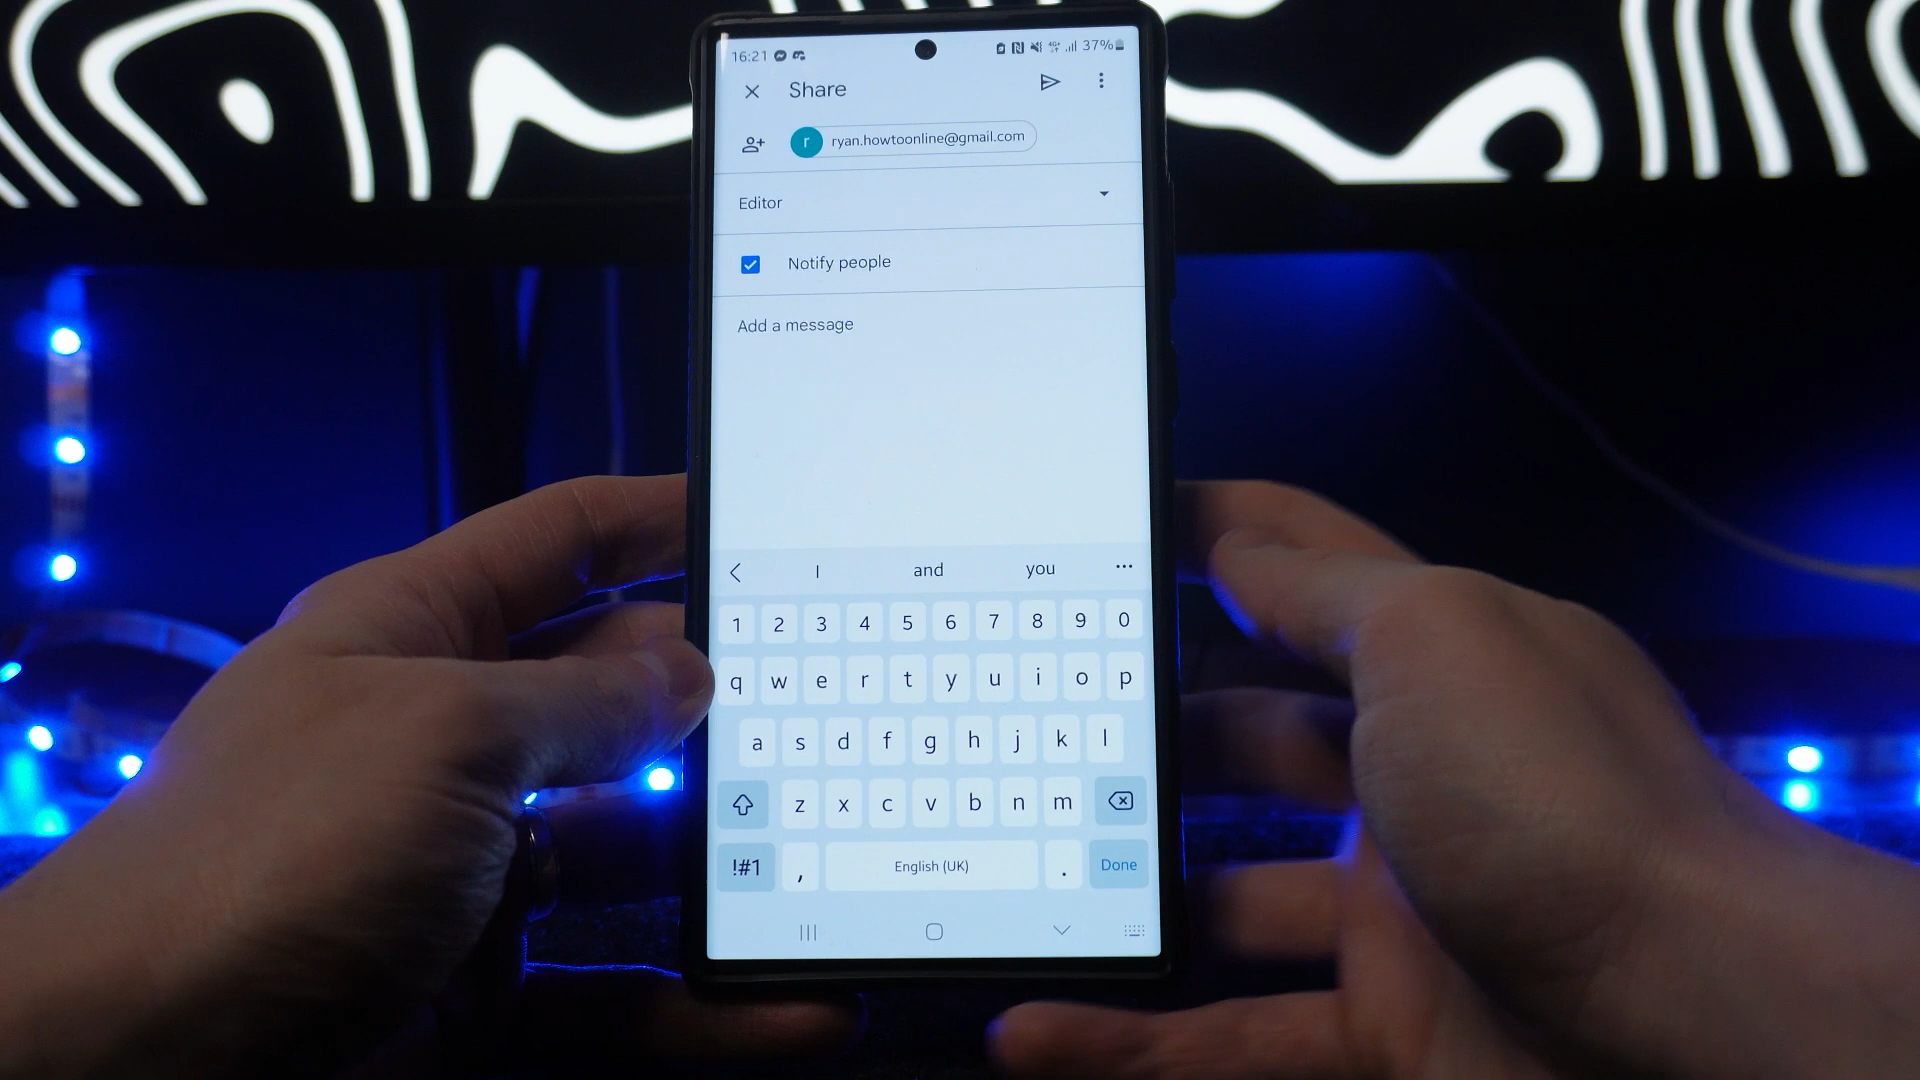 16:21 37%
Share
r ryan.howtoonline@gmail.com
Editor
Notify people
Add a message
I and you
1 2 3 4 5 6 7 8 9 0
q w e r t y u i o p
a s d f g h j k l
z x c v b n m
!#1 , English (UK) . Done